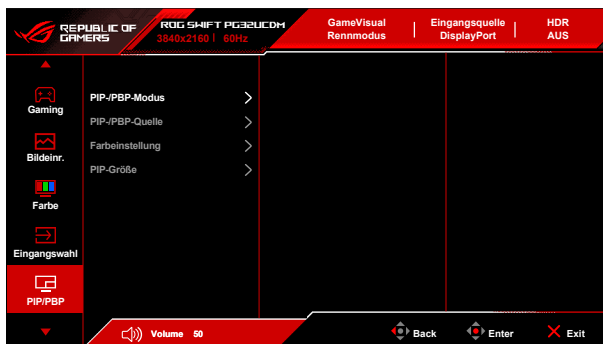 REPUBLIC OF
GAMERS
ROG SWIFT PG32UCDM
3840x2160 | 60Hz
GameVisual
Rennmodus
Eingangsquelle
DisplayPort
HDR
AUS
Gaming
Bildeinr.
Farbe
Eingangswahl
PIP/PBP
PIP-/PBP-Modus
PIP-/PBP-Quelle
Farbeinstellung
PIP-Größe
Volume 50
Back
Enter
Exit